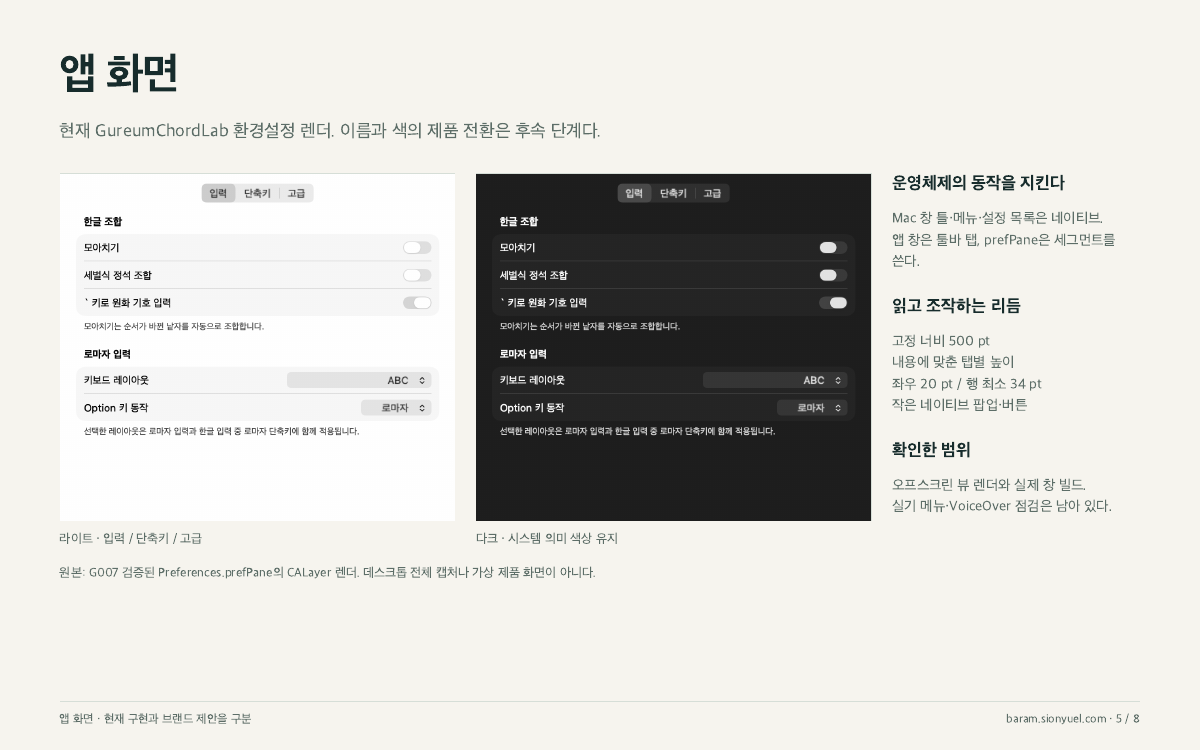 앱 화면
현재 GureumChordLab 환경설정 렌더. 이름과 색의 제품 전환은 후속 단계다.
입력 단축키 고급
한글 조합
모아치기
세벌식 정석 조합
` 키로 원화 기호 입력
모아치기는 순서가 바뀐 낱자를 자동으로 조합합니다.
로마자 입력
키보드 레이아웃 ABC
Option 키 동작 로마자
선택한 레이아웃은 로마자 입력과 한글 입력 중 로마자 단축키에 함께 적용됩니다.
라이트 · 입력 / 단축키 / 고급
입력 단축키 고급
한글 조합
모아치기
세벌식 정석 조합
` 키로 원화 기호 입력
모아치기는 순서가 바뀐 낱자를 자동으로 조합합니다.
로마자 입력
키보드 레이아웃 ABC
Option 키 동작 로마자
선택한 레이아웃은 로마자 입력과 한글 입력 중 로마자 단축키에 함께 적용됩니다.
다크 · 시스템 의미 색상 유지
운영체제의 동작을 지킨다
Mac 창 틀·메뉴·설정 목록은 네이티브.
앱 창은 툴바 탭, prefPane은 세그먼트를
쓴다.
읽고 조작하는 리듬
고정 너비 500 pt
내용에 맞춘 탭별 높이
좌우 20 pt / 행 최소 34 pt
작은 네이티브 팝업·버튼
확인한 범위
오프스크린 뷰 렌더와 실제 창 빌드.
실기 메뉴·VoiceOver 점검은 남아 있다.
원본: G007 검증된 Preferences.prefPane의 CALayer 렌더. 데스크톱 전체 캡처나 가상 제품 화면이 아니다.
앱 화면 · 현재 구현과 브랜드 제안을 구분
baram.sionyuel.com · 5 / 8